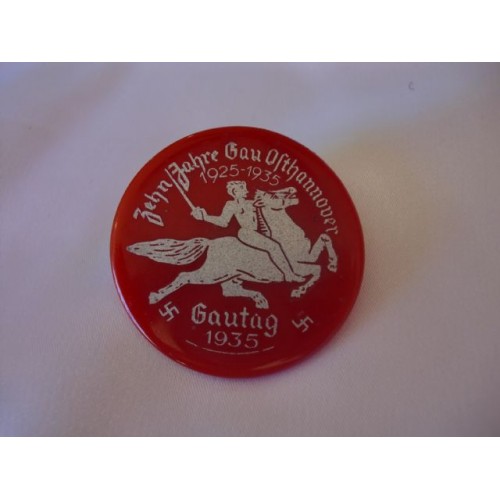 Zehn Jahre Gau Osthannover
1925-1935
Gautag
1935